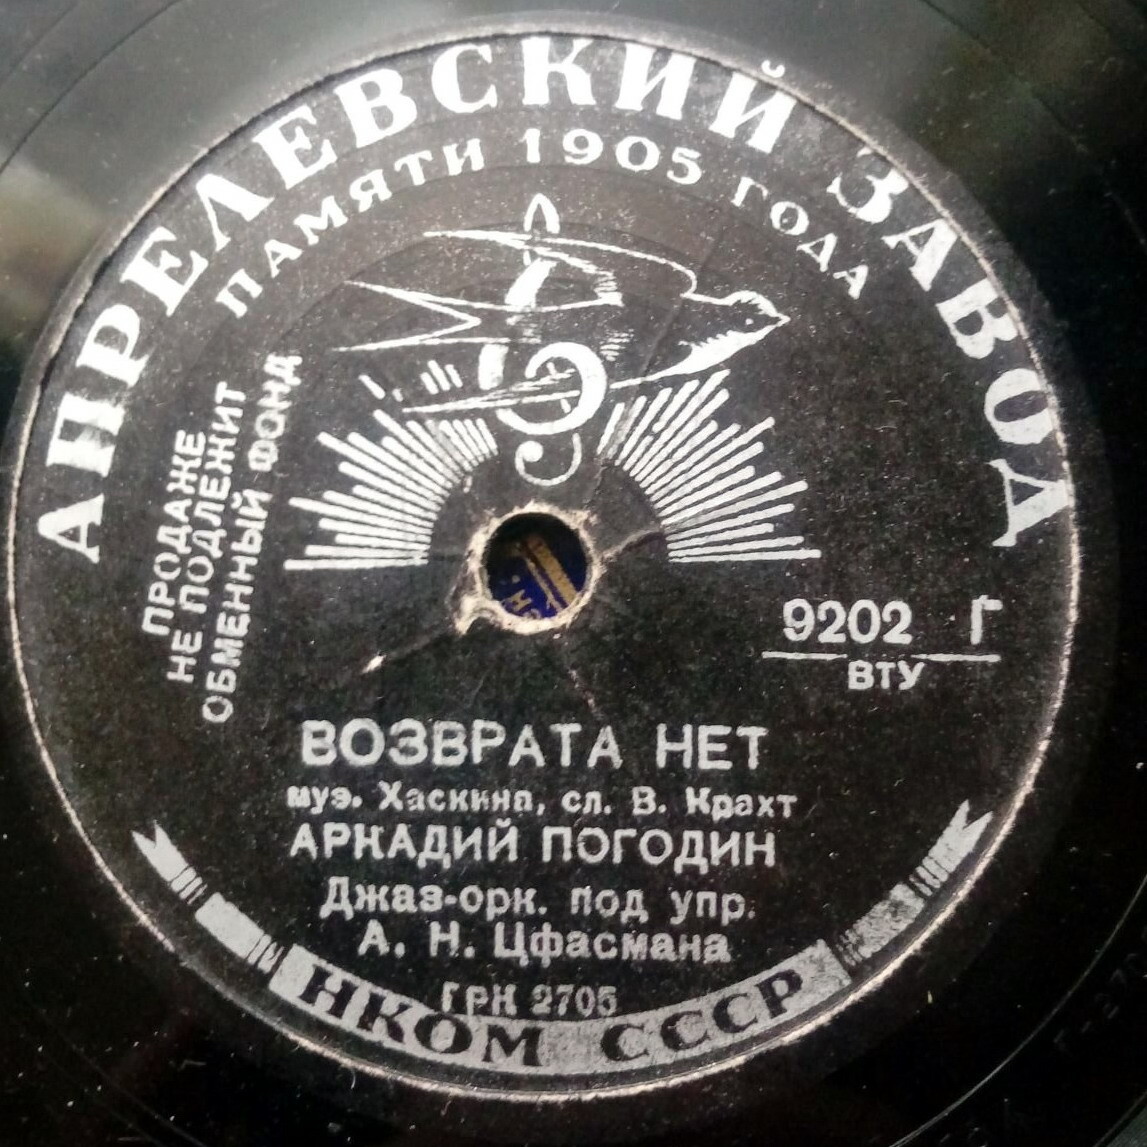 АПРЕЛЕВСКИЙ ЗАВОД
ПАМЯТИ 1905 ГОДА
ПРОДАЖЕ
НЕ ПОДЛЕЖИТ
ОБМЕННЫЙ ФОНД
9202 Г
ВТУ
ВОЗВРАТА НЕТ
муз. Хаскина, сл. В. Крахт
АРКАДИЙ ПОГОДИН
Джаз-орк. под упр.
А. Н. Цфасмана
ГРК 2705
НКОМ СССР